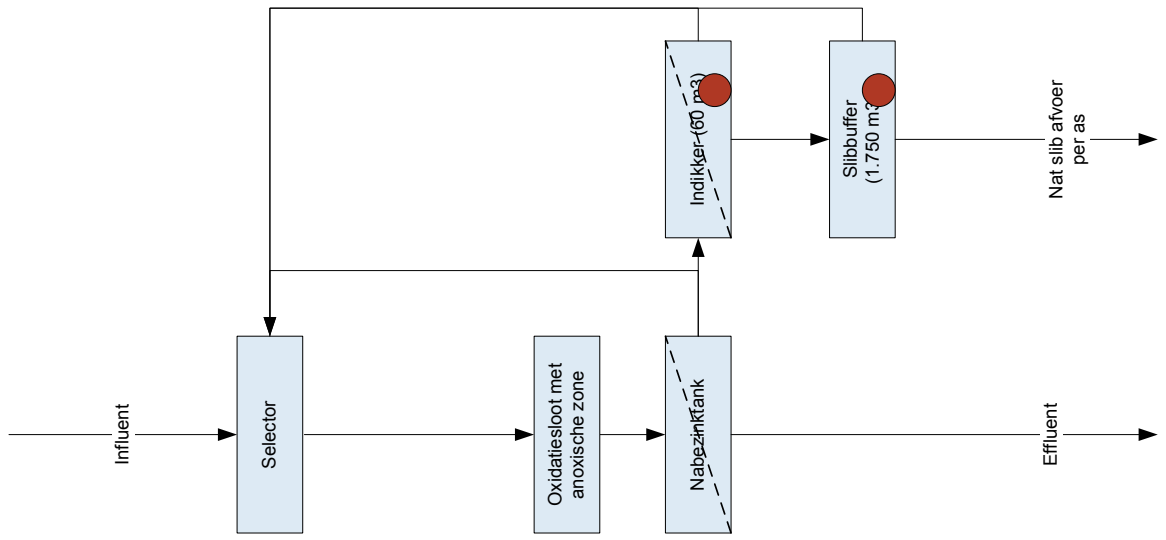 Influent
Selector
Oxidatiesloot met
anoxische zone
Nabezinktank
Effluent
Indikker (60 m3)
Slibbuffer
(1.750 m3
Nat slib afvoer
per as